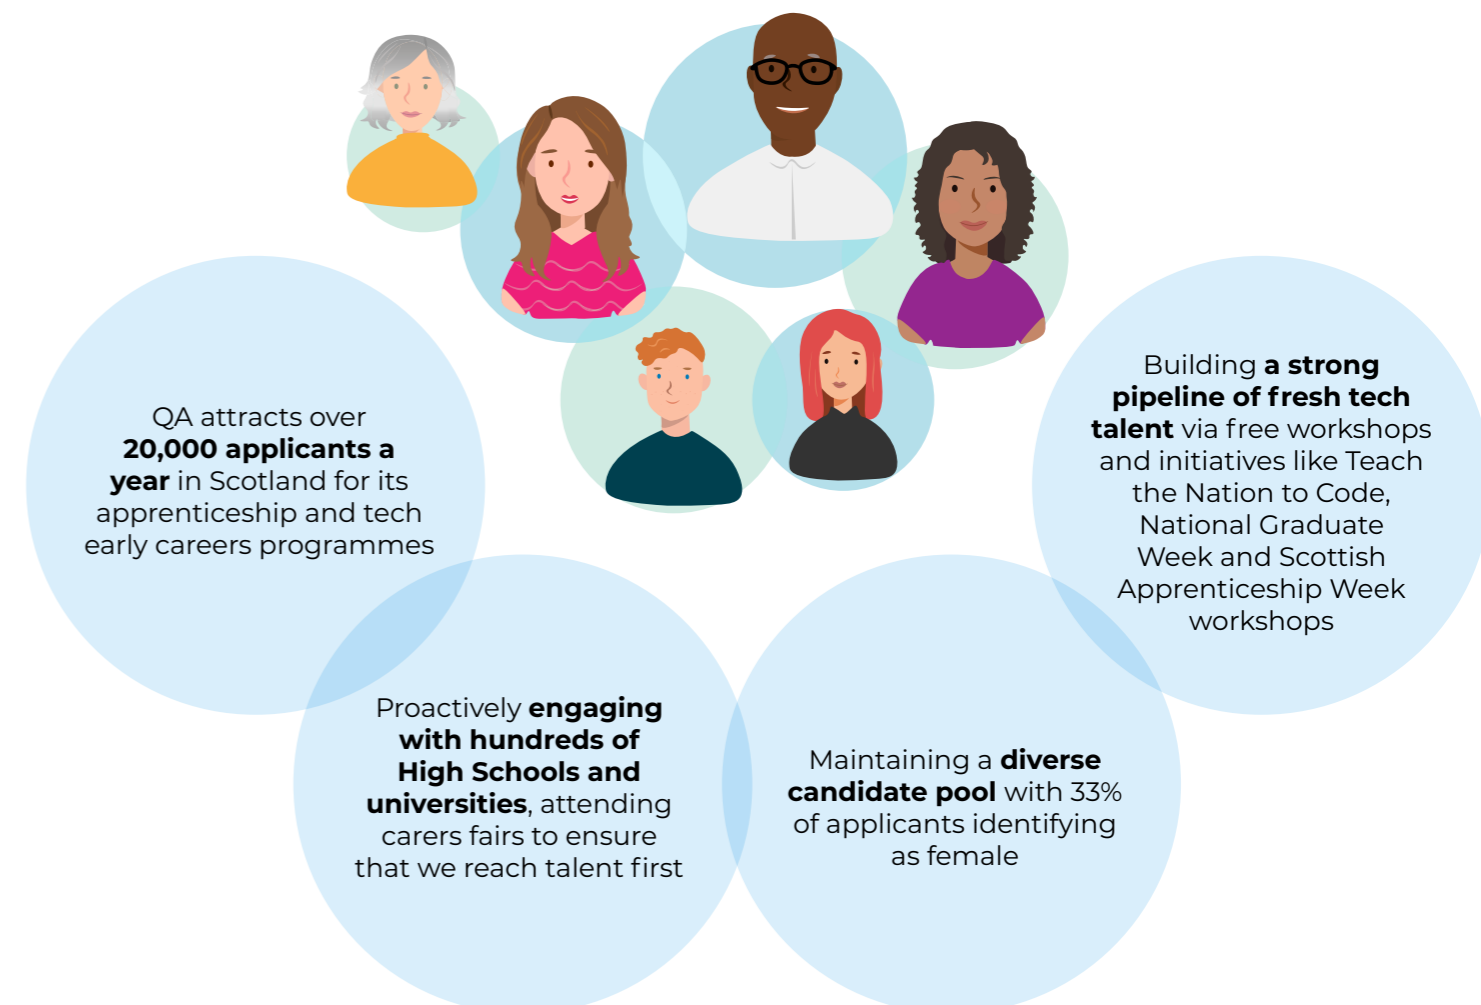 QA attracts over
20,000 applicants a
year in Scotland for its
apprenticeship and tech
early careers programmes
Proactively engaging
with hundreds of
High Schools and
universities, attending
carers fairs to ensure
that we reach talent first
Maintaining a diverse
candidate pool with 33%
of applicants identifying
as female
Building a strong
pipeline of fresh tech
talent via free workshops
and initiatives like Teach
the Nation to Code,
National Graduate
Week and Scottish
Apprenticeship Week
workshops